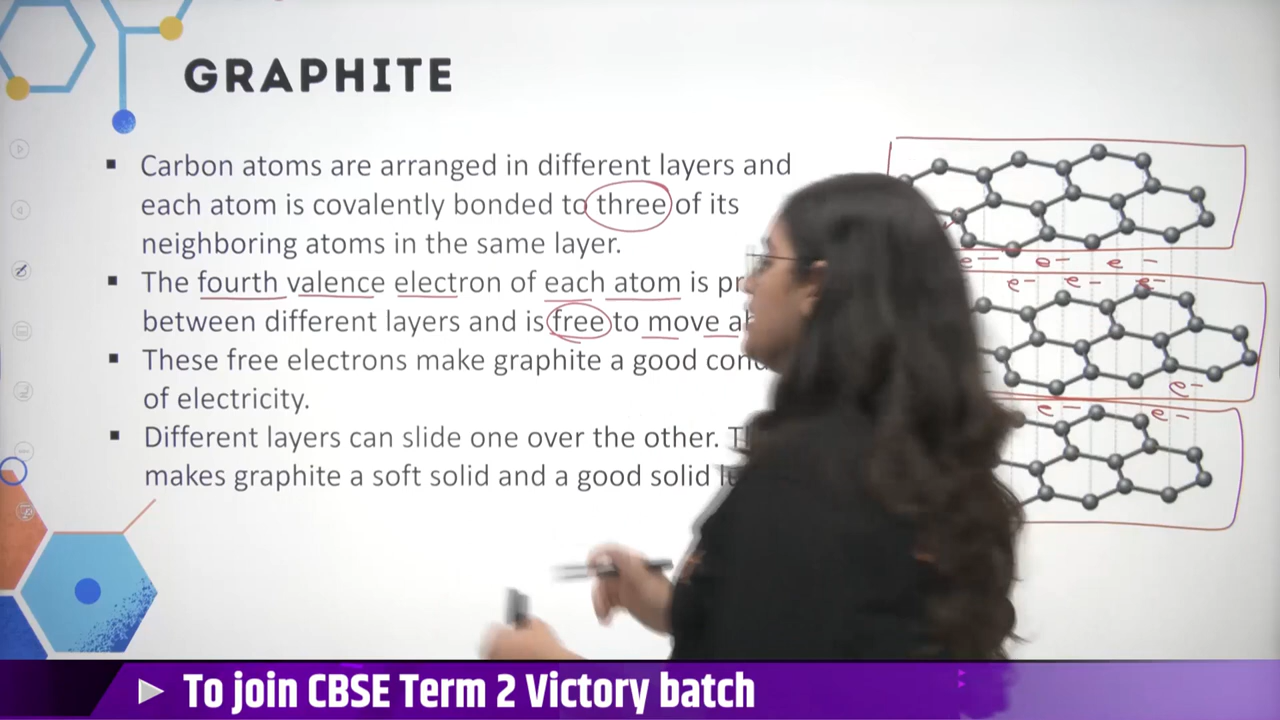 GRAPHITE
▪ Carbon atoms are arranged in different layers and
each atom is covalently bonded to three of its
neighboring atoms in the same layer.
▪ The fourth valence electron of each atom is
between different layers and is free to move
▪ These free electrons make graphite a good
of electricity.
▪ Different layers can slide one over the other.
makes graphite a soft solid and a good solid
e- e- e -
e- e- e-
e-
e- e-
To join CBSE Term 2 Victory batch